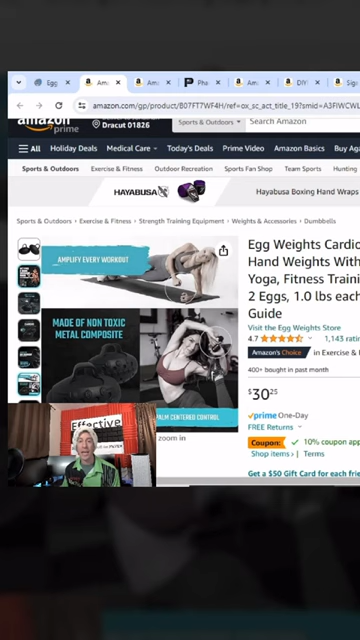 Egg
Ama
Ama
Pha
Ama
DIY
Sig
amazon.com/gp/product/B07FT7WF4H/ref=ox_sc_act_title_19?smid=A3FIWCWL
amazon
prime
Dracut 01826
Sports & Outdoors
Search Amazon
All
Holiday Deals
Medical Care
Today's Deals
Prime Video
Amazon Basics
Buy Aga
Sports & Outdoors
Exercise & Fitness
Outdoor Recreation
Sports Fan Shop
Team Sports
Hunting
HAYABUSA
Hayabusa Boxing Hand Wraps
Sports & Outdoors › Exercise & Fitness › Strength Training Equipment › Weights & Accessories › Dumbbells
AMPLIFY EVERY WORKOUT
MADE OF NON TOXIC
METAL COMPOSITE
PALM CENTERED CONTROL
zoom in
Effective
Egg Weights Cardio
Hand Weights With
Yoga, Fitness Traini
2 Eggs, 1.0 lbs each
Guide
Visit the Egg Weights Store
4.7
1,143 ratin
Amazon's Choice
in Exercise &
400+ bought in past month
$30 25
prime One-Day
FREE Returns
Coupon:
10% coupon app
Shop items › | Terms
Get a $50 Gift Card for each frie